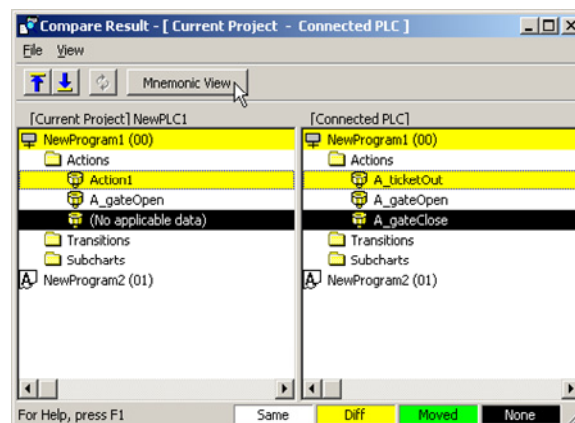 Compare Result - [ Current Project - Connected PLC ]
File View
Mnemonic View
[Current Project] NewPLC1
NewProgram1 (00)
Actions
Action1
A_gateOpen
(No applicable data)
Transitions
Subcharts
NewProgram2 (01)
[Connected PLC]
NewProgram1 (00)
Actions
A_ticketOut
A_gateOpen
A_gateClose
Transitions
Subcharts
NewProgram2 (01)
For Help, press F1
Same
Diff
Moved
None